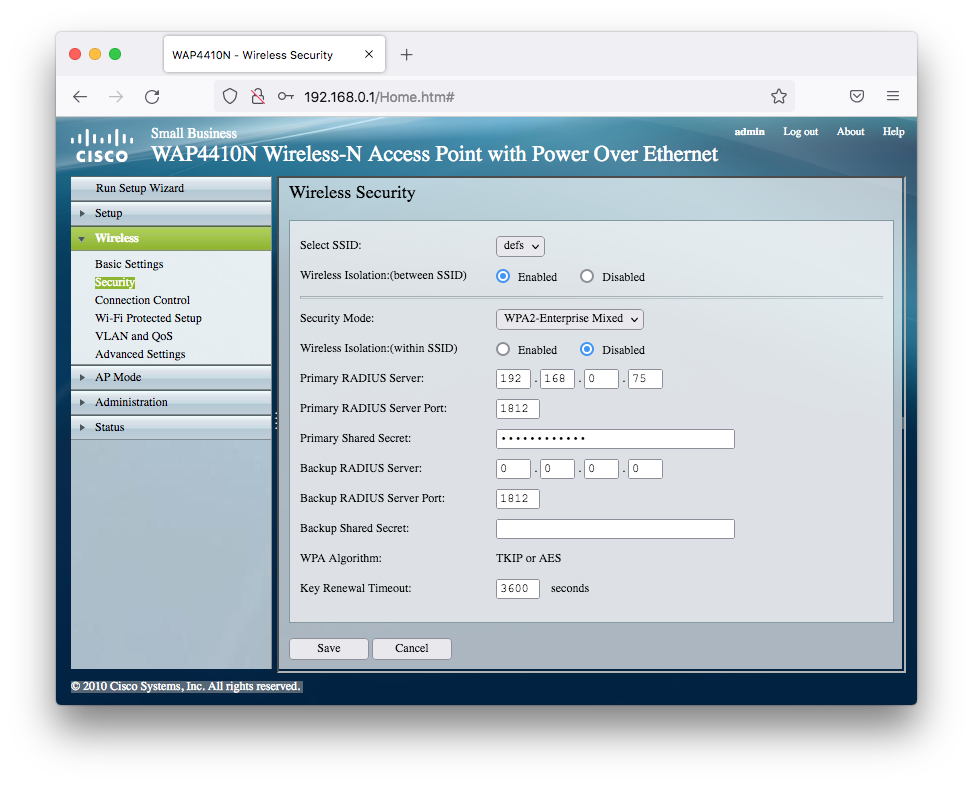 WAP4410N - Wireless Security
192.168.0.1/Home.htm#
Small Business
admin Log out About Help
CISCO
WAP4410N Wireless-N Access Point with Power Over Ethernet
Run Setup Wizard
Setup
Wireless
Basic Settings
Security
Connection Control
Wi-Fi Protected Setup
VLAN and QoS
Advanced Settings
AP Mode
Administration
Status
Wireless Security
Select SSID: defs
Wireless Isolation:(between SSID) Enabled Disabled
Security Mode: WPA2-Enterprise Mixed
Wireless Isolation:(within SSID) Enabled Disabled
Primary RADIUS Server: 192 . 168 . 0 . 75
Primary RADIUS Server Port: 1812
Primary Shared Secret: ••••••••••••
Backup RADIUS Server: 0 . 0 . 0 . 0
Backup RADIUS Server Port: 1812
Backup Shared Secret:
WPA Algorithm: TKIP or AES
Key Renewal Timeout: 3600 seconds
Save Cancel
© 2010 Cisco Systems, Inc. All rights reserved.